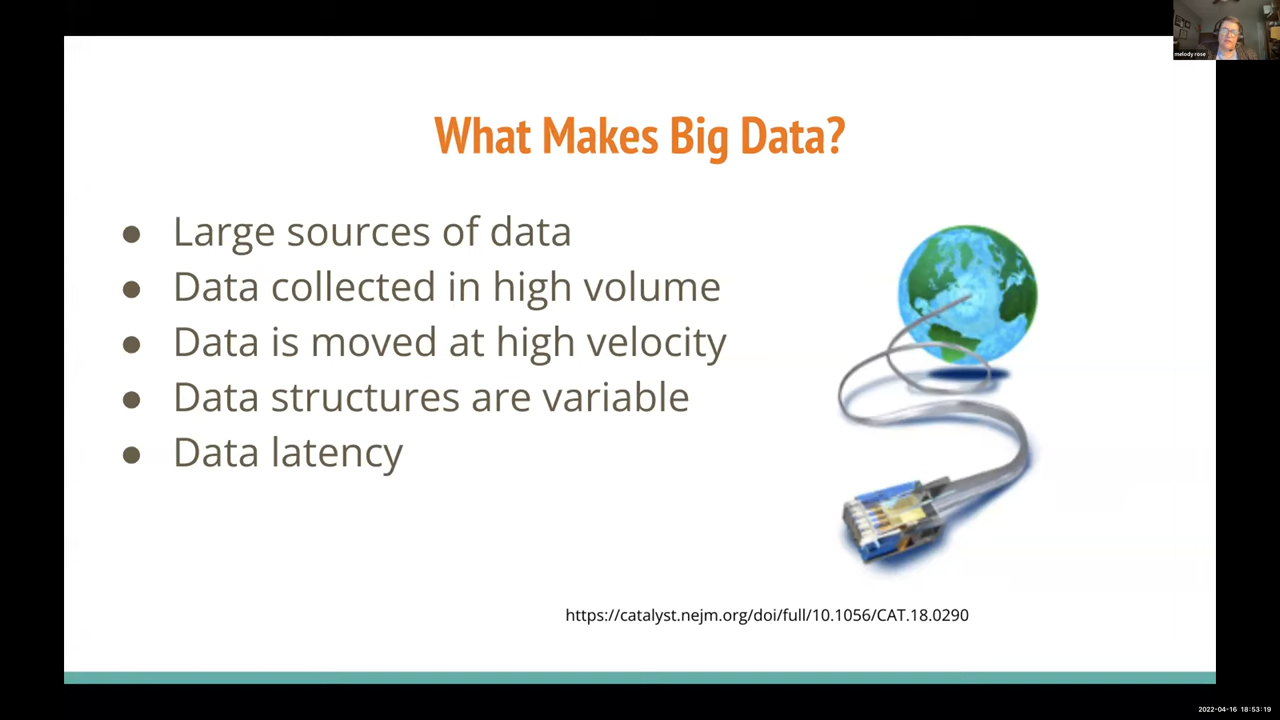 melody rose
What Makes Big Data?
● Large sources of data
● Data collected in high volume
● Data is moved at high velocity
● Data structures are variable
● Data latency
https://catalyst.nejm.org/doi/full/10.1056/CAT.18.0290
2022-04-16 18:53:19